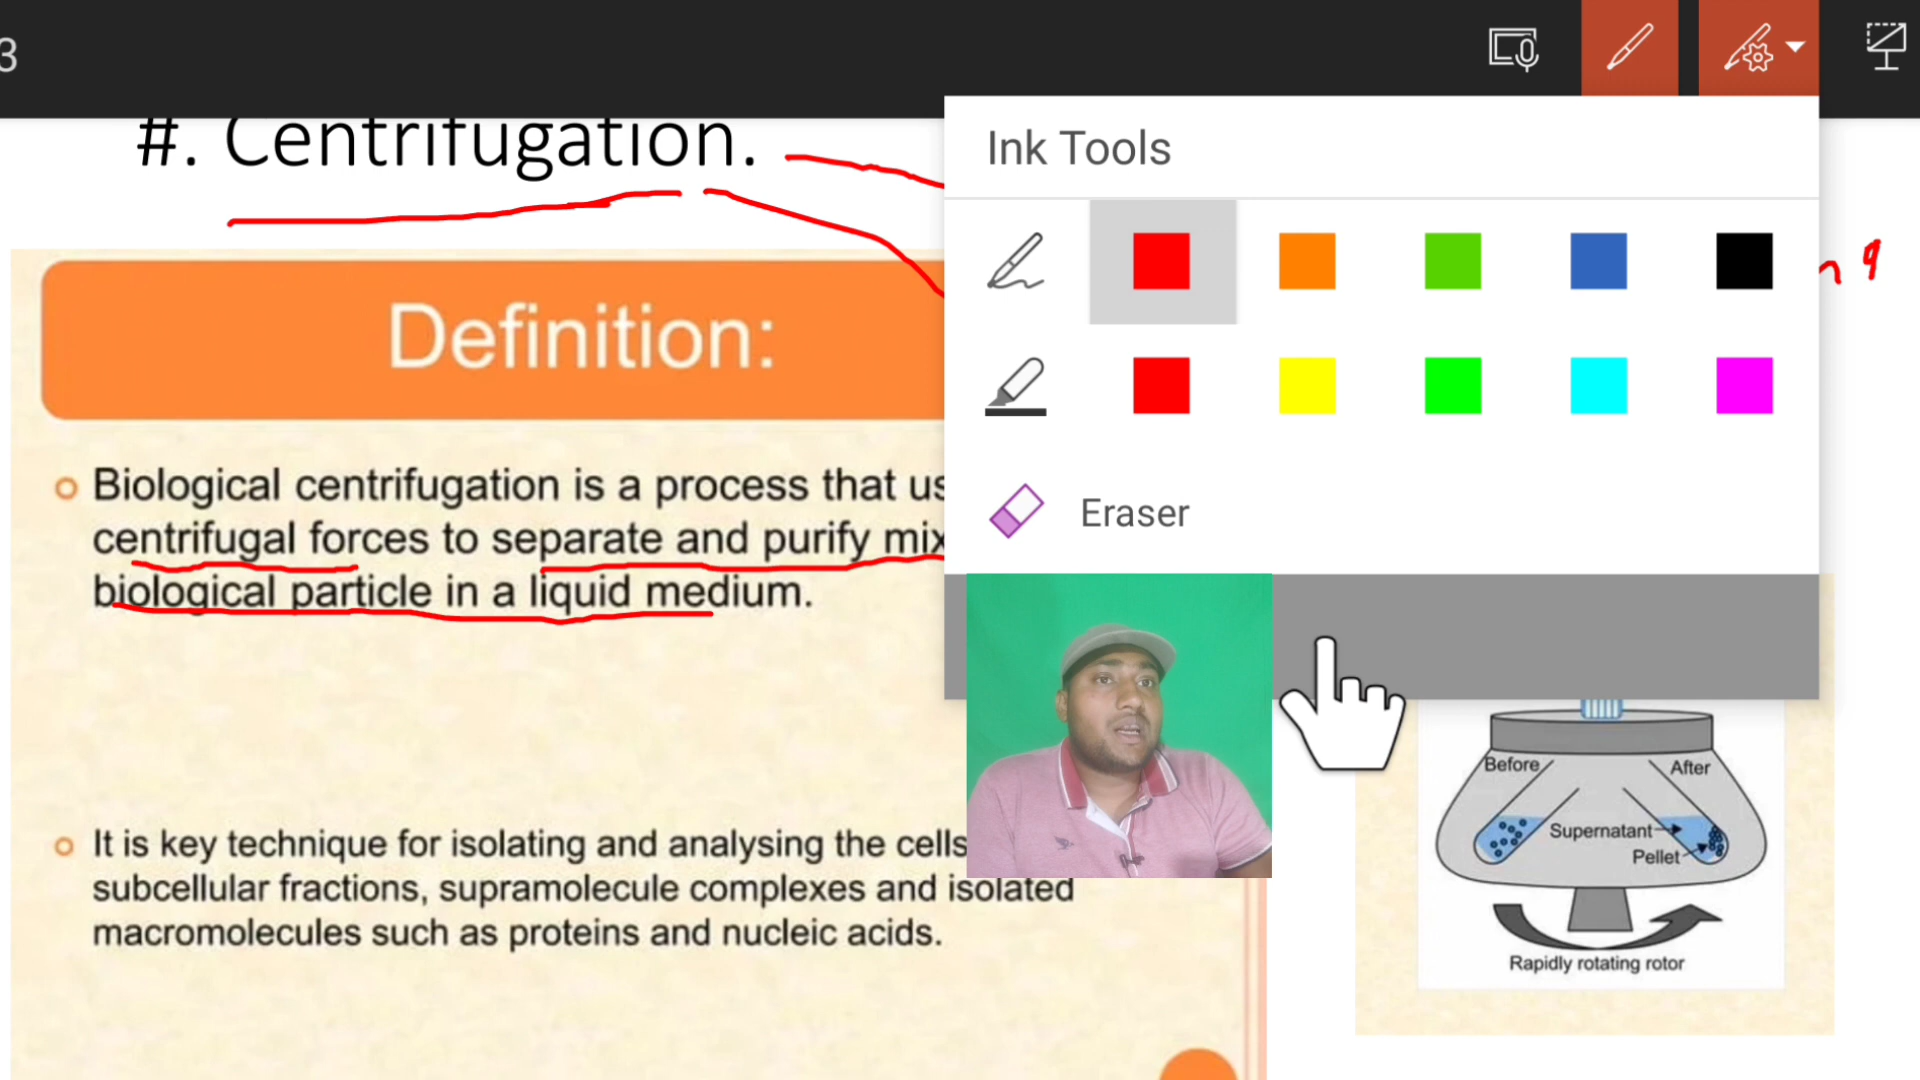 3
#. Centrifugation.
Ink Tools
Eraser
Definition:
Biological centrifugation is a process that us
centrifugal forces to separate and purify mix
biological particle in a liquid medium.
It is key technique for isolating and analysing the cells
subcellular fractions, supramolecule complexes and isolated
macromolecules such as proteins and nucleic acids.
Before
After
Supernatant
Pellet
Rapidly rotating rotor